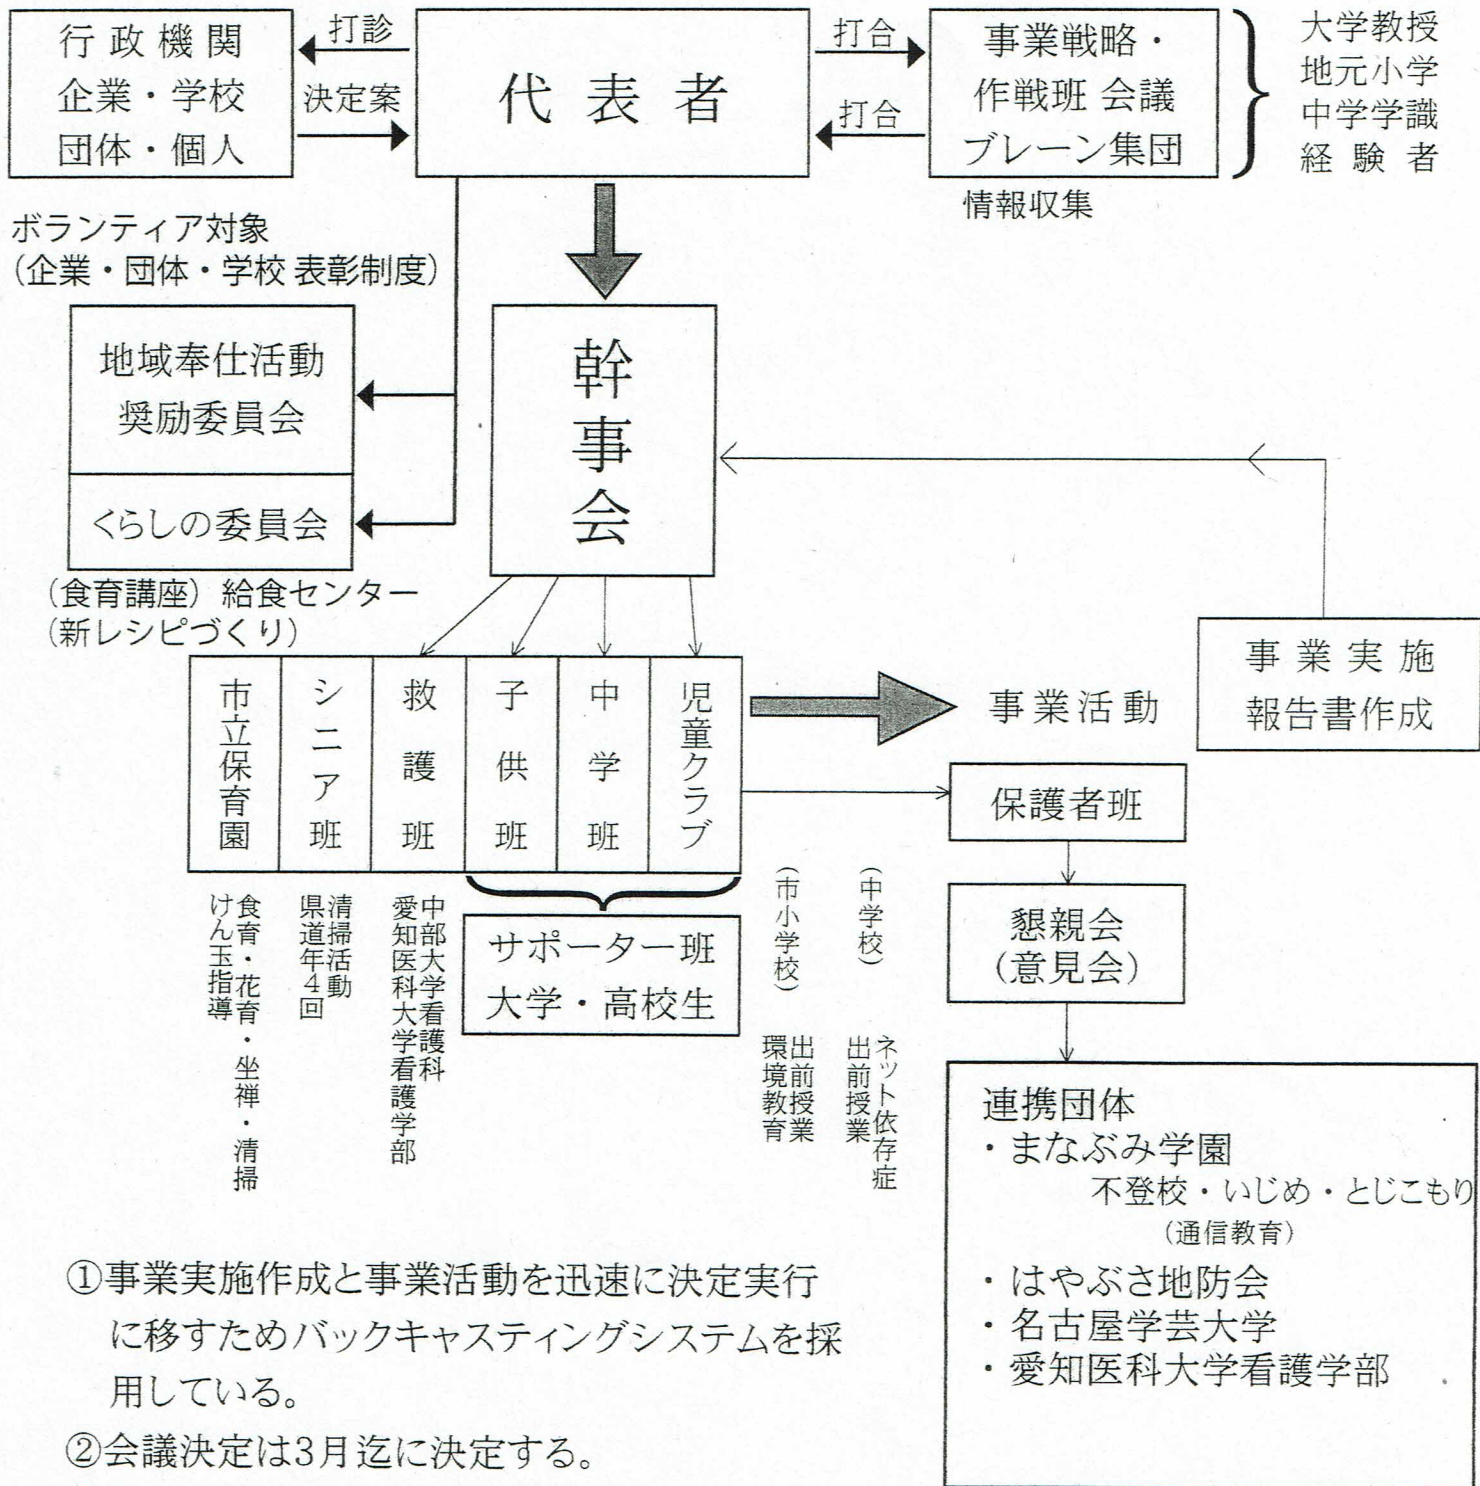 行政機関
企業・学校
団体・個人
打診
決定案
代表者
打合
打合
事業戦略・
作戦班 会議
ブレーン集団
情報収集
大学教授
地元小学
中学学識
経験者
ボランティア対象
(企業・団体・学校 表彰制度)
地域奉仕活動
奨励委員会
くらしの委員会
(食育講座) 給食センター
(新レシピづくり)
幹事会
事業実施
報告書作成
市立保育園
シニア班
救護班
子供班
中学班
児童クラブ
事業活動
保護者班
懇親会
(意見会)
食育・花育・坐禅・清掃
けん玉指導
清掃活動
県道年4回
中部大学看護科
愛知医科大学看護学部
サポーター班
大学・高校生
(市小学校)
出前授業
環境教育
(中学校)
ネット依存症
出前授業
連携団体
・まなぶみ学園
不登校・いじめ・とじこもり
(通信教育)
・はやぶさ地防会
・名古屋学芸大学
・愛知医科大学看護学部
①事業実施作成と事業活動を迅速に決定実行
に移すためバックキャスティングシステムを採
用している。
②会議決定は3月迄に決定する。